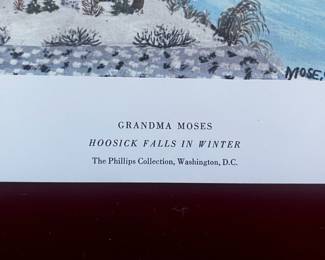 MOSES.
GRANDMA MOSES
HOOSICK FALLS IN WINTER
The Phillips Collection, Washington, D.C.